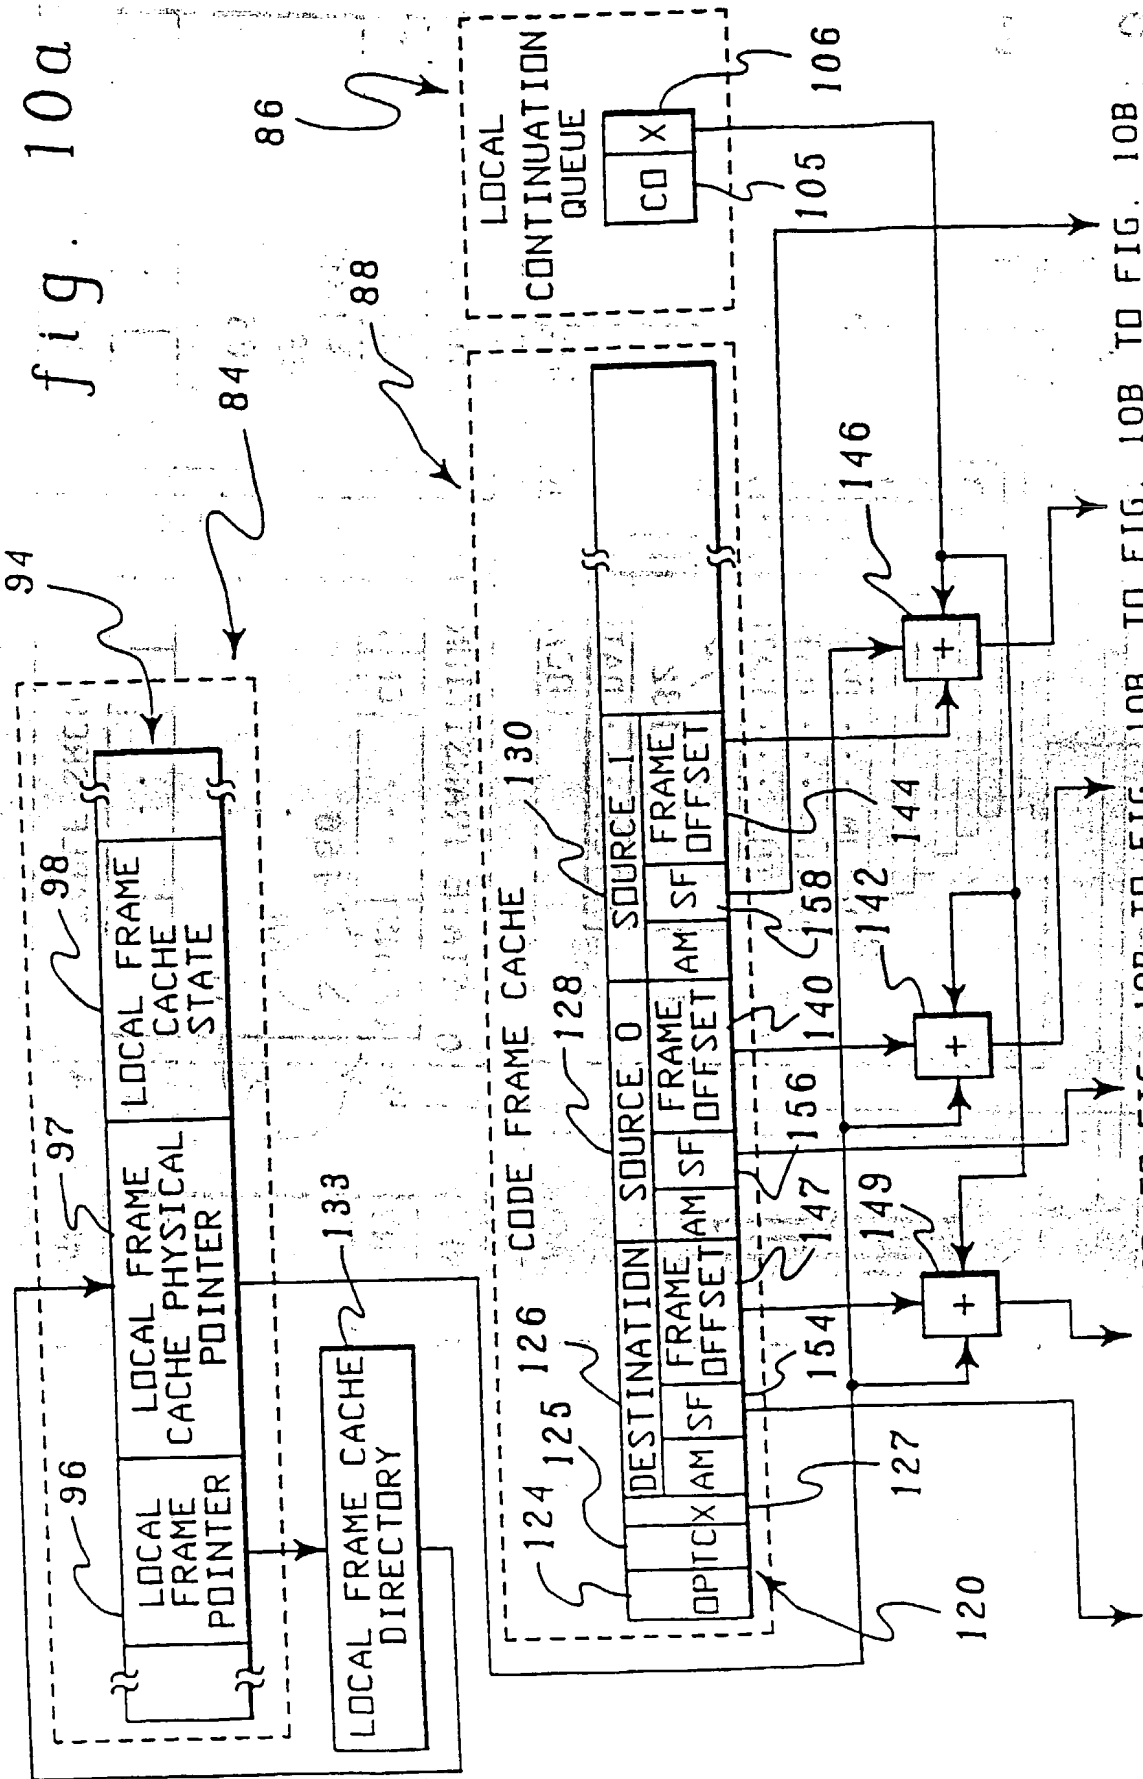 fig. 10a
94
84
96
97
98
LOCAL
FRAME
POINTER
LOCAL FRAME
CACHE PHYSICAL
POINTER
LOCAL FRAME
CACHE
STATE
133
LOCAL FRAME CACHE
DIRECTORY
88
86
CODE FRAME CACHE
LOCAL
CONTINUATION
QUEUE
CO X
105
106
124
125
126
128
130
DESTINATION
SOURCE 0
SOURCE 1
OP TC X AM SF FRAME OFFSET AM SF FRAME OFFSET AM SF FRAME OFFSET
120
127
154
147
156
140
158
144
149
142
146
+
+
+
TO FIG. 10B TO FIG. 10B TO FIG. 10B